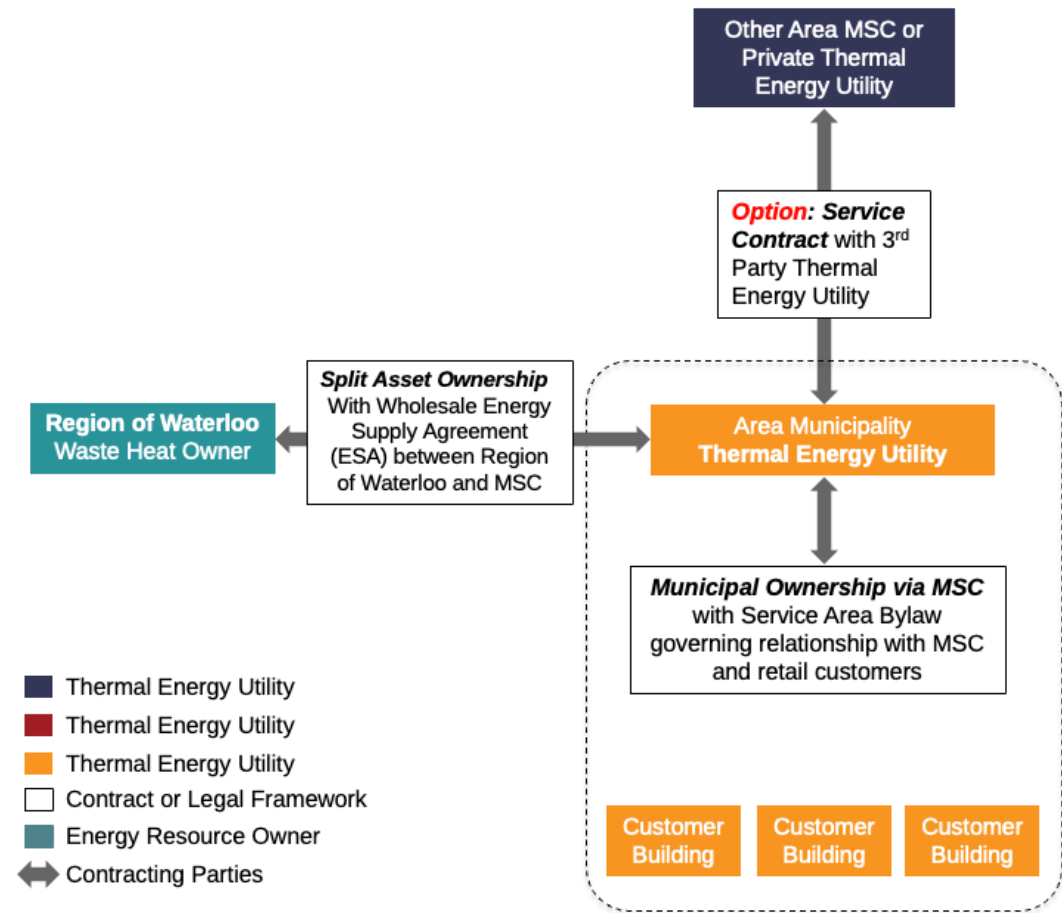 Other Area MSC or
Private Thermal
Energy Utility
Option: Service
Contract with 3rd
Party Thermal
Energy Utility
Split Asset Ownership
With Wholesale Energy
Supply Agreement
(ESA) between Region
of Waterloo and MSC
Region of Waterloo
Waste Heat Owner
Area Municipality
Thermal Energy Utility
Municipal Ownership via MSC
with Service Area Bylaw
governing relationship with MSC
and retail customers
Thermal Energy Utility
Thermal Energy Utility
Thermal Energy Utility
Contract or Legal Framework
Energy Resource Owner
Contracting Parties
Customer
Building
Customer
Building
Customer
Building